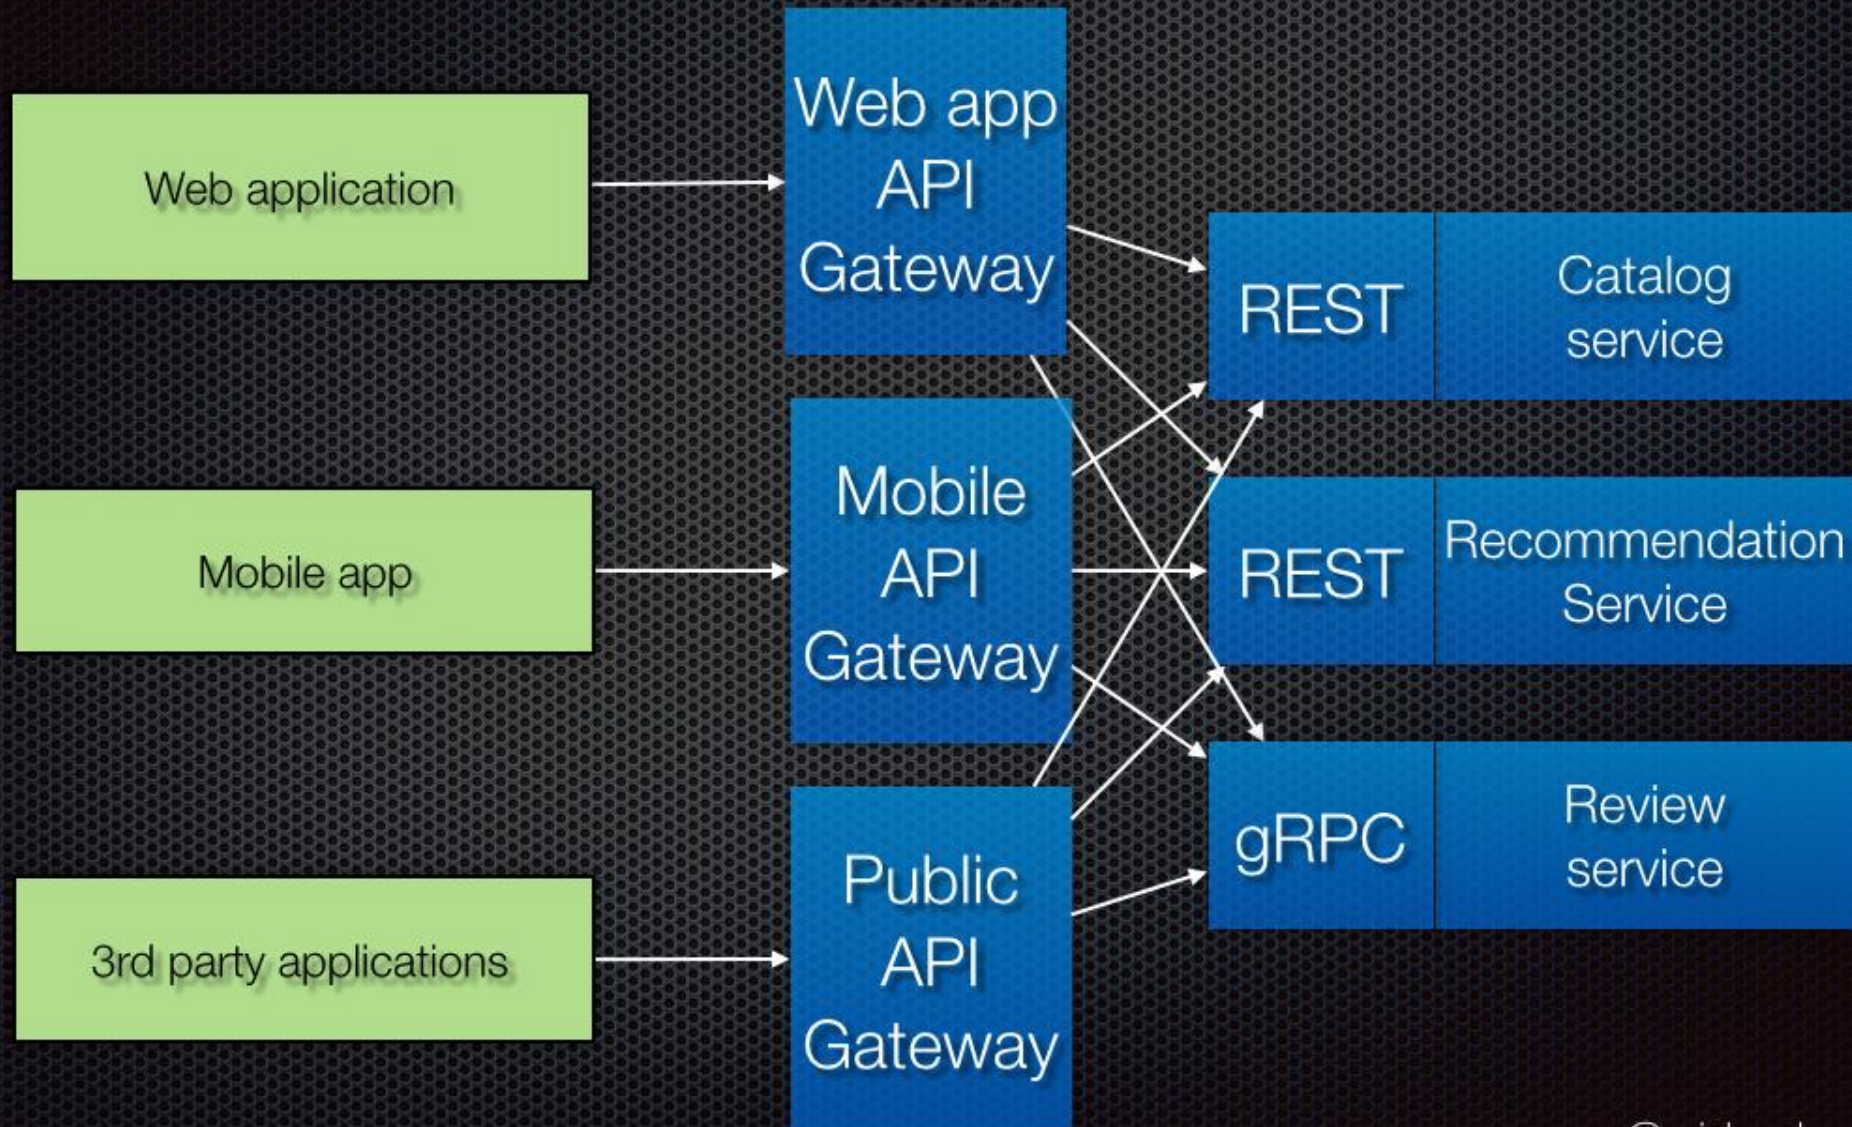 Web application
Web app
API
Gateway
REST
Catalog
service
Mobile app
Mobile
API
Gateway
REST
Recommendation
Service
3rd party applications
Public
API
Gateway
gRPC
Review
service